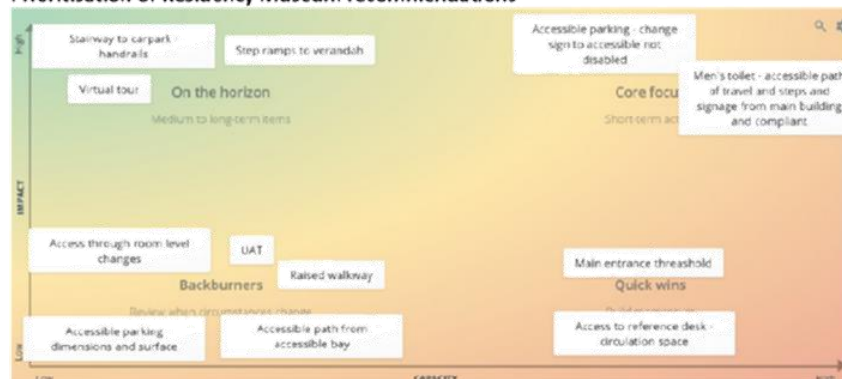 Prioritisation of Residency Museum recommendations
High
Stairway to carpark -
handrails
Step ramps to verandah
Accessible parking - change
sign to accessible not
disabled
Virtual tour
On the horizon
Medium to long-term items
Core focu
Short-term act
Men's toilet - accessible path
of travel and steps and
signage from main building
and compliant
IMPACT
Access through room level
changes
UAT
Raised walkway
Main entrance threashold
Backburners
Quick wins
Review when circumstances change
Accessible parking
dimensions and surface
Accessible path from
accessible bay
Access to reference desk -
circulation space
Low
Low
CAPACITY